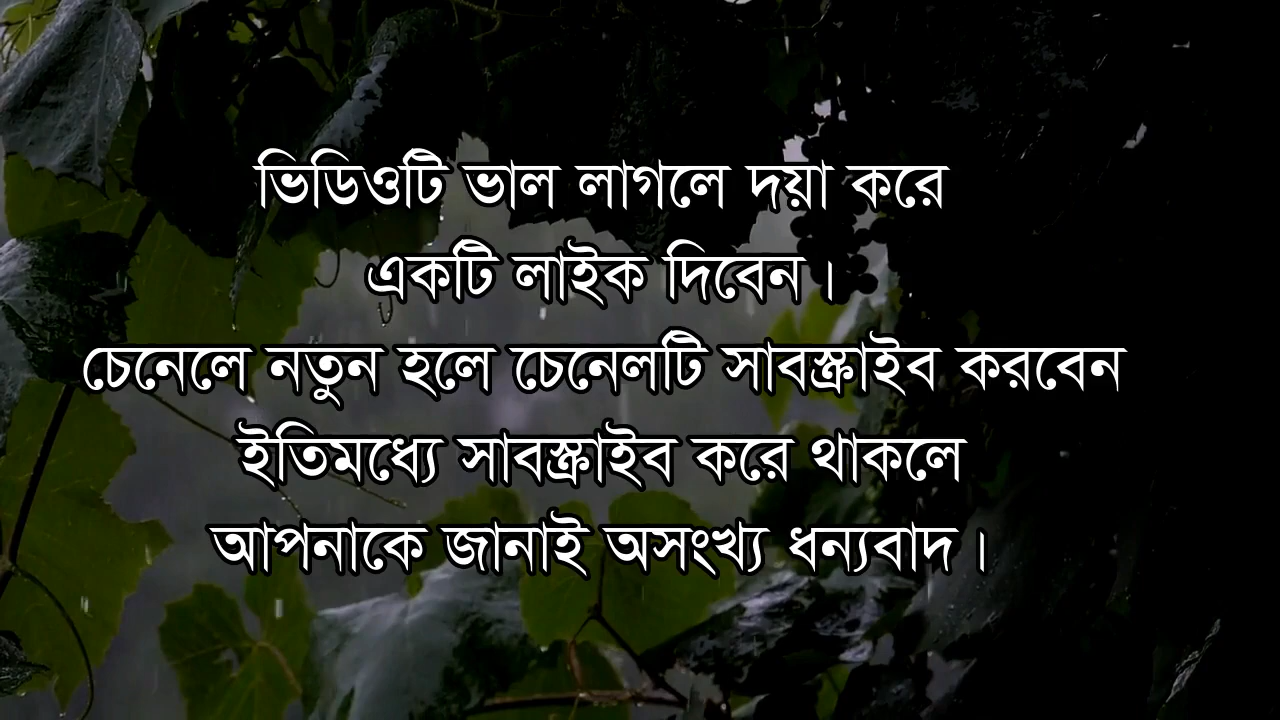 ভিডিওটি ভাল লাগলে দয়া করে
একটি লাইক দিবেন।
চেনেলে নতুন হলে চেনেলটি সাবস্ক্রাইব করবেন
ইতিমধ্যে সাবস্ক্রাইব করে থাকলে
আপনাকে জানাই অসংখ্য ধন্যবাদ।